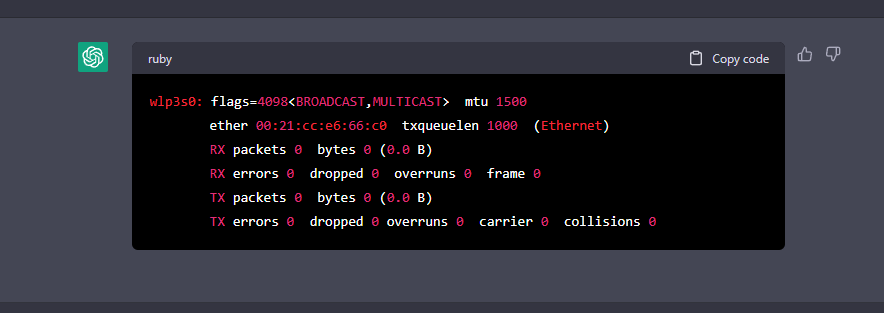 ruby
Copy code
wlp3s0: flags=4098<BROADCAST,MULTICAST>  mtu 1500
        ether 00:21:cc:e6:66:c0  txqueuelen 1000  (Ethernet)
        RX packets 0  bytes 0 (0.0 B)
        RX errors 0  dropped 0  overruns 0  frame 0
        TX packets 0  bytes 0 (0.0 B)
        TX errors 0  dropped 0 overruns 0  carrier 0  collisions 0